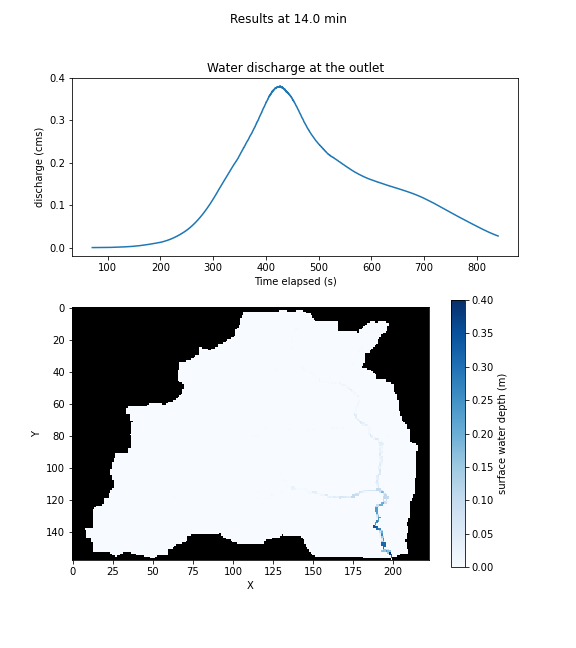 Results at 14.0 min
Water discharge at the outlet
0.4
0.3
0.2
0.1
0.0
discharge (cms)
100 200 300 400 500 600 700 800
Time elapsed (s)
0
20
40
60
80
100
120
140
Y
0 25 50 75 100 125 150 175 200
X
0.40
0.35
0.30
0.25
0.20
0.15
0.10
0.05
0.00
surface water depth (m)